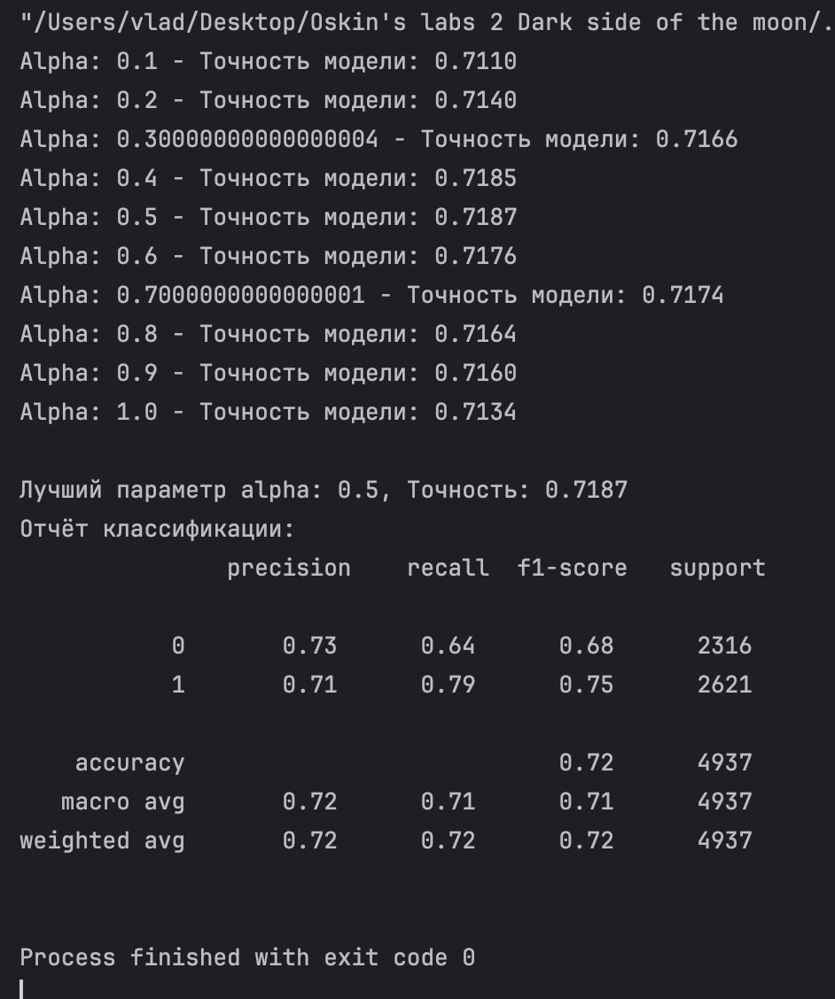 "/Users/vlad/Desktop/Oskin's labs 2 Dark side of the moon/.
Alpha: 0.1 - Точность модели: 0.7110
Alpha: 0.2 - Точность модели: 0.7140
Alpha: 0.30000000000000004 - Точность модели: 0.7166
Alpha: 0.4 - Точность модели: 0.7185
Alpha: 0.5 - Точность модели: 0.7187
Alpha: 0.6 - Точность модели: 0.7176
Alpha: 0.7000000000000001 - Точность модели: 0.7174
Alpha: 0.8 - Точность модели: 0.7164
Alpha: 0.9 - Точность модели: 0.7160
Alpha: 1.0 - Точность модели: 0.7134
Лучший параметр alpha: 0.5, Точность: 0.7187
Отчёт классификации:
precision recall f1-score support
0 0.73 0.64 0.68 2316
1 0.71 0.79 0.75 2621
accuracy 0.72 4937
macro avg 0.72 0.71 0.71 4937
weighted avg 0.72 0.72 0.72 4937
Process finished with exit code 0